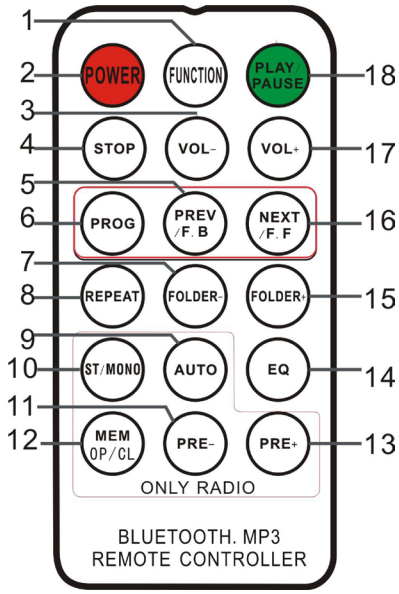 1
2
POWER
FUNCTION
PLAY/
PAUSE
18
3
4
STOP
VOL-
VOL+
17
5
6
PROG
PREV
/F.B
NEXT
/F.F
16
7
8
REPEAT
FOLDER-
FOLDER+
15
9
10
ST/MONO
AUTO
EQ
14
11
12
MEM
OP/CL
PRE-
PRE+
13
ONLY RADIO
BLUETOOTH. MP3
REMOTE CONTROLLER